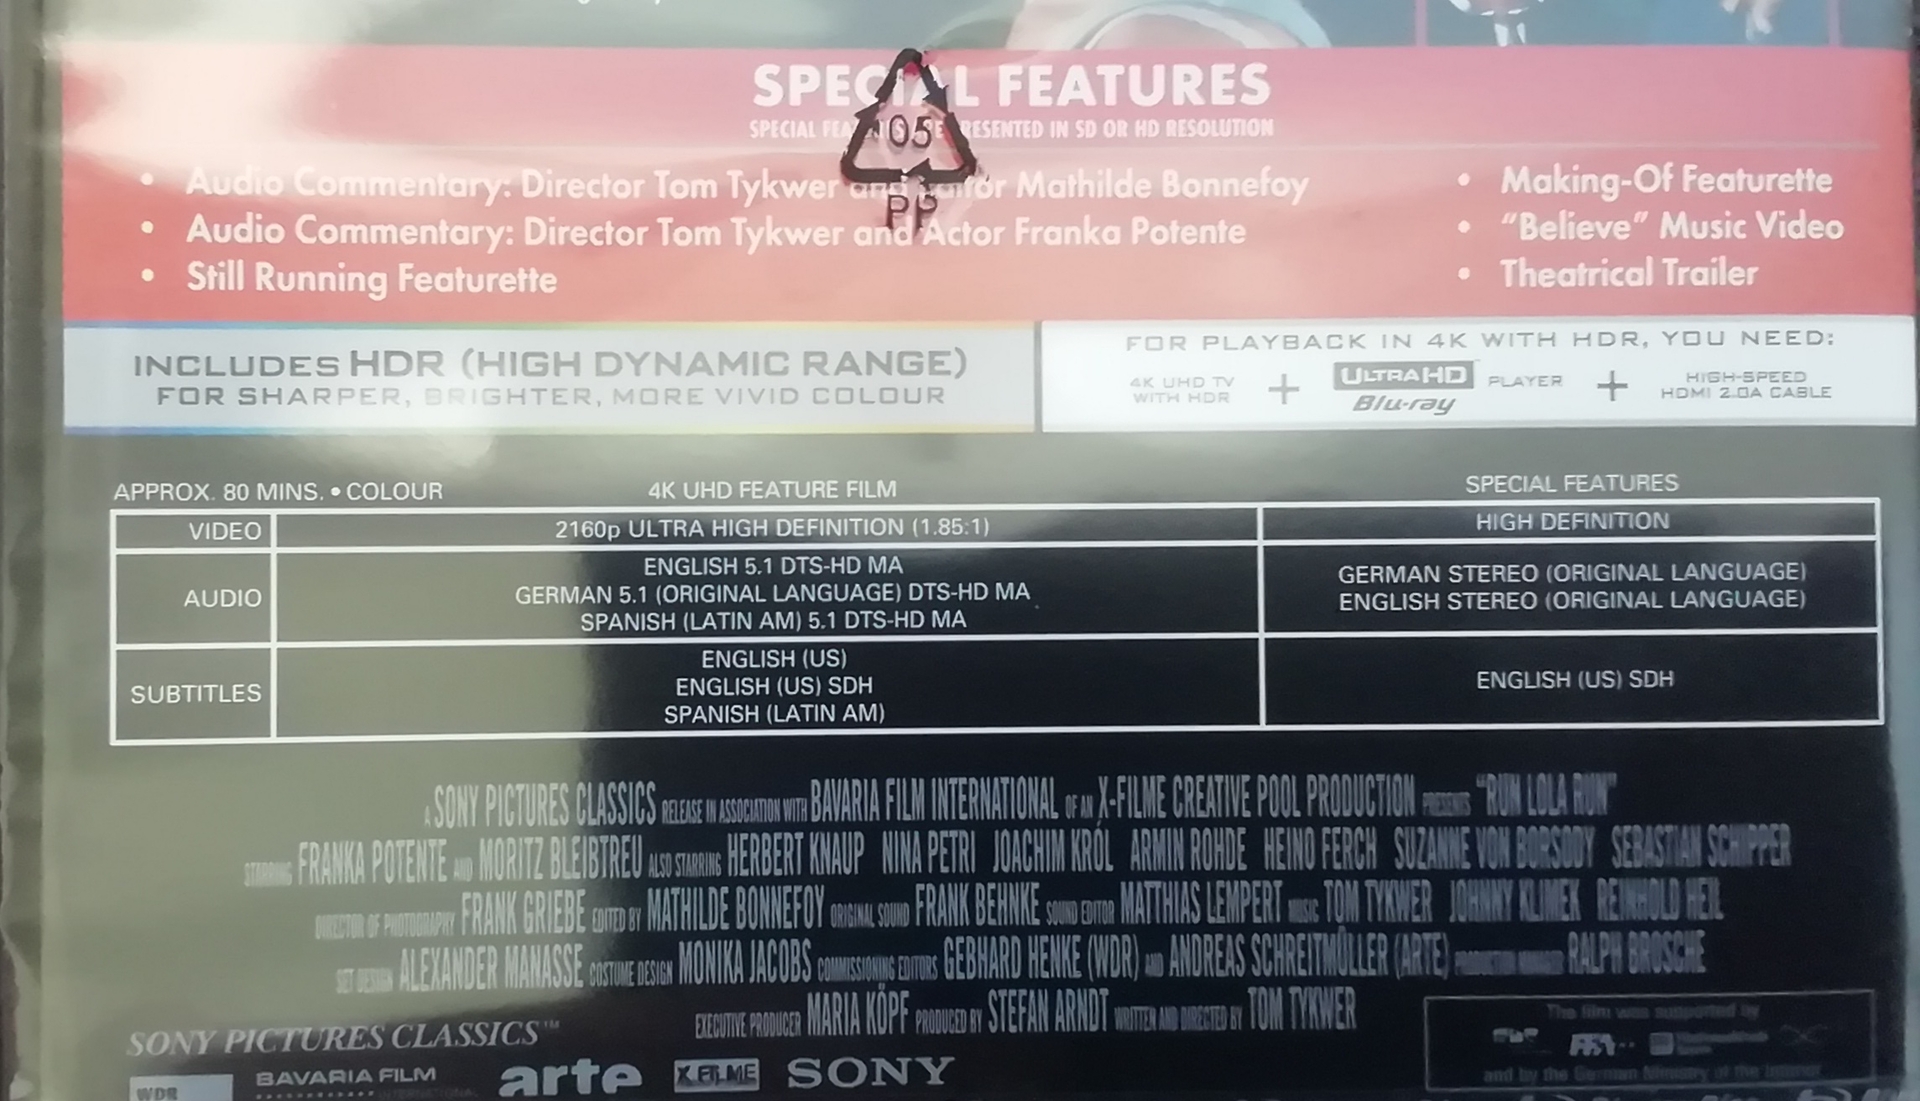 SPECIAL FEATURES
SPECIAL FEATURES ARE PRESENTED IN SD OR HD RESOLUTION
05
PP
• Audio Commentary: Director Tom Tykwer and Editor Mathilde Bonnefoy
• Audio Commentary: Director Tom Tykwer and Actor Franka Potente
• Still Running Featurette
• Making-Of Featurette
• "Believe" Music Video
• Theatrical Trailer
INCLUDES HDR (HIGH DYNAMIC RANGE)
FOR SHARPER, BRIGHTER, MORE VIVID COLOUR
FOR PLAYBACK IN 4K WITH HDR, YOU NEED:
4K UHD TV
WITH HDR
+
ULTRA HD
Blu-ray
PLAYER
+
HIGH-SPEED
HDMI 2.0A CABLE
APPROX. 80 MINS. • COLOUR
4K UHD FEATURE FILM
SPECIAL FEATURES
VIDEO
2160p ULTRA HIGH DEFINITION (1.85:1)
HIGH DEFINITION
AUDIO
ENGLISH 5.1 DTS-HD MA
GERMAN 5.1 (ORIGINAL LANGUAGE) DTS-HD MA
SPANISH (LATIN AM) 5.1 DTS-HD MA
GERMAN STEREO (ORIGINAL LANGUAGE)
ENGLISH STEREO (ORIGINAL LANGUAGE)
SUBTITLES
ENGLISH (US)
ENGLISH (US) SDH
SPANISH (LATIN AM)
ENGLISH (US) SDH
A SONY PICTURES CLASSICS RELEASE IN ASSOCIATION WITH BAVARIA FILM INTERNATIONAL OF AN X-FILME CREATIVE POOL PRODUCTION PRESENTS "RUN LOLA RUN"
STARRING FRANKA POTENTE AND MORITZ BLEIBTREU ALSO STARRING HERBERT KNAUP NINA PETRI JOACHIM KRÓL ARMIN ROHDE HEINO FERCH SUZANNE VON BORSODY SEBASTIAN SCHIPPER
DIRECTOR OF PHOTOGRAPHY FRANK GRIEBE EDITED BY MATHILDE BONNEFOY ORIGINAL SOUND FRANK BEHNKE SOUND EDITOR MATTHIAS LEMPERT MUSIC TOM TYKWER JOHNNY KLIMEK REINHOLD HEIL
SET DESIGN ALEXANDER MANASSE COSTUME DESIGN MONIKA JACOBS COMMISSIONING EDITORS GEBHARD HENKE (WDR) AND ANDREAS SCHREITMÜLLER (ARTE) PRODUCTION MANAGER RALPH BROSCHE
EXECUTIVE PRODUCER MARIA KÖPF PRODUCED BY STEFAN ARNDT WRITTEN AND DIRECTED BY TOM TYKWER
SONY PICTURES CLASSICS™
WDR
BAVARIA FILM
INTERNATIONAL
arte
X FILME
SONY
The film was supported by
FFA
and by the German Ministry of the Interior